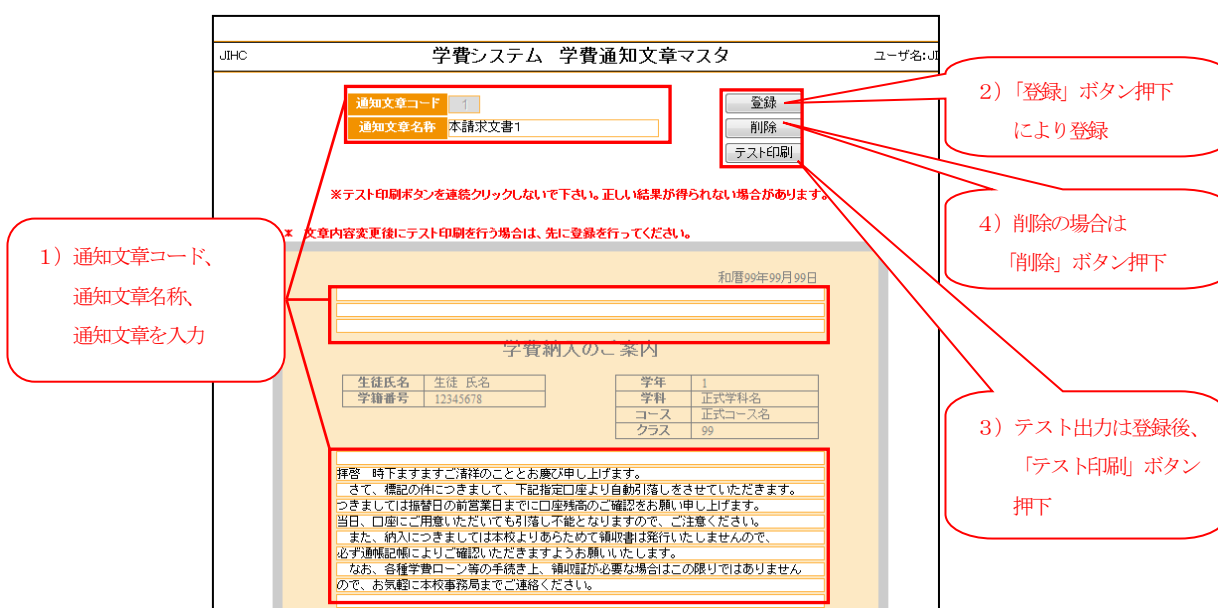 JIHC
学費システム 学費通知文章マスタ
ユーザ名:JI
通知文章コード 1
通知文章名称 本請求文書1
登録
削除
テスト印刷
2)「登録」ボタン押下
により登録
※テスト印刷ボタンを連続クリックしないで下さい。正しい結果が得られない場合があります。
文章内容変更後にテスト印刷を行う場合は、先に登録を行ってください。
4)削除の場合は
「削除」ボタン押下
1)通知文章コード、
通知文章名称、
通知文章を入力
和暦99年99月99日
学費納入のご案内
生徒氏名 生徒 氏名
学籍番号 12345678
学年 1
学科 正式学科名
コース 正式コース名
クラス 99
3)テスト出力は登録後、
「テスト印刷」ボタン
押下
拝啓 時下ますますご清祥のこととお慶び申し上げます。
さて、標記の件につきまして、下記指定口座より自動引落しをさせていただきます。
つきましては振替日の前営業日までに口座残高のご確認をお願い申し上げます。
当日、口座にご用意いただいても引落し不能となりますので、ご注意ください。
また、納入につきましては本校よりあらためて領収書は発行いたしませんので、
必ず通帳記帳によりご確認いただきますようお願いいたします。
なお、各種学費ローン等の手続き上、領収証が必要な場合はこの限りではありません
ので、お気軽に本校事務局までご連絡ください。